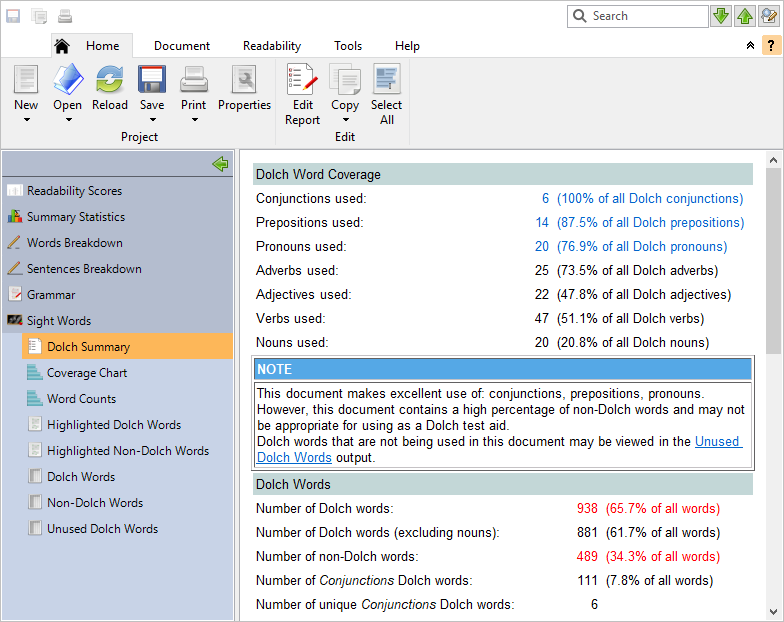 Search
Home Document Readability Tools Help
?
New Open Reload Save Print Properties Edit Report Copy Select All
Project Edit
Readability Scores
Summary Statistics
Words Breakdown
Sentences Breakdown
Grammar
Sight Words
Dolch Summary
Coverage Chart
Word Counts
Highlighted Dolch Words
Highlighted Non-Dolch Words
Dolch Words
Non-Dolch Words
Unused Dolch Words
Dolch Word Coverage
Conjunctions used: 6 (100% of all Dolch conjunctions)
Prepositions used: 14 (87.5% of all Dolch prepositions)
Pronouns used: 20 (76.9% of all Dolch pronouns)
Adverbs used: 25 (73.5% of all Dolch adverbs)
Adjectives used: 22 (47.8% of all Dolch adjectives)
Verbs used: 47 (51.1% of all Dolch verbs)
Nouns used: 20 (20.8% of all Dolch nouns)
NOTE
This document makes excellent use of: conjunctions, prepositions, pronouns.
However, this document contains a high percentage of non-Dolch words and may not
be appropriate for using as a Dolch test aid.
Dolch words that are not being used in this document may be viewed in the Unused
Dolch Words output.
Dolch Words
Number of Dolch words: 938 (65.7% of all words)
Number of Dolch words (excluding nouns): 881 (61.7% of all words)
Number of non-Dolch words: 489 (34.3% of all words)
Number of Conjunctions Dolch words: 111 (7.8% of all words)
Number of unique Conjunctions Dolch words: 6